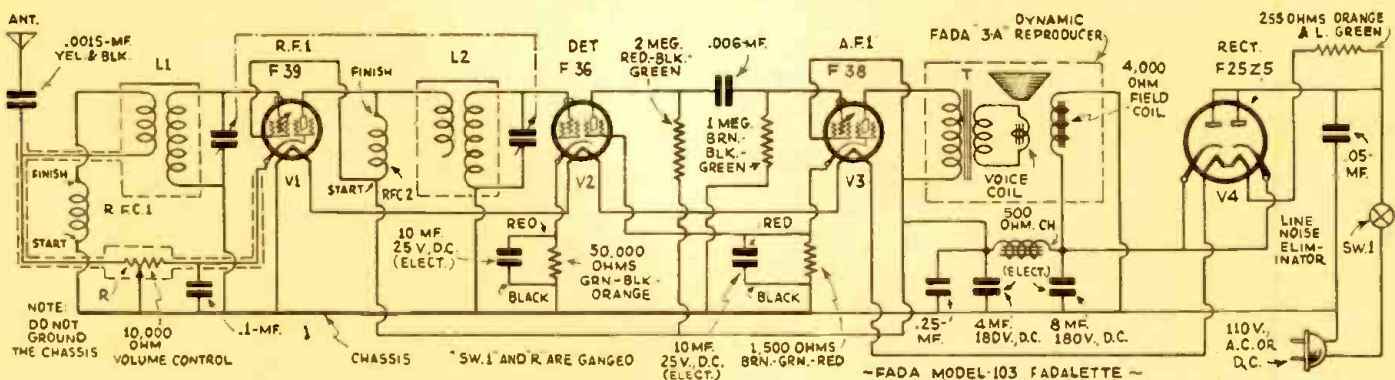 ANT.
.0015-MF.
YEL. & BLK.
L1
R.F.1
F 39
FINISH
L2
DET
F 36
2 MEG.
RED.-BLK.-
GREEN
.006-MF.
1 MEG.
BRN.-
BLK.-
GREEN
A.F.1
F 38
DYNAMIC
FADA "3-A" REPRODUCER
T
4,000
OHM
FIELD
COIL
RECT.
F25Z5
255 OHMS ORANGE
& L. GREEN
.05-
MF.
FINISH
R.F.C.1
START
V1
START
RFC2
V2
V3
VOICE
COIL
V4
LINE
NOISE
ELIM-
INATOR
SW.1
RED
10 MF.
25 V., D.C.
(ELECT.)
BLACK
50,000
OHMS
GRN-BLK-
ORANGE
RED
BLACK
500
OHM. CH.
(ELECT.)
R
NOTE:
DO NOT
GROUND
THE CHASSIS
10,000
OHM
VOLUME CONTROL
.1-MF.
CHASSIS
"SW.1" AND "R" ARE GANGED
10 MF.
25 V., D.C.
(ELECT.)
1,500 OHMS
BRN.-GRN.-RED
.25-
MF.
4 MF.
180V., D.C.
8 MF.
180V., D.C.
110 V.,
A.C. OR
D.C.
~FADA MODEL-103 FADALETTE~